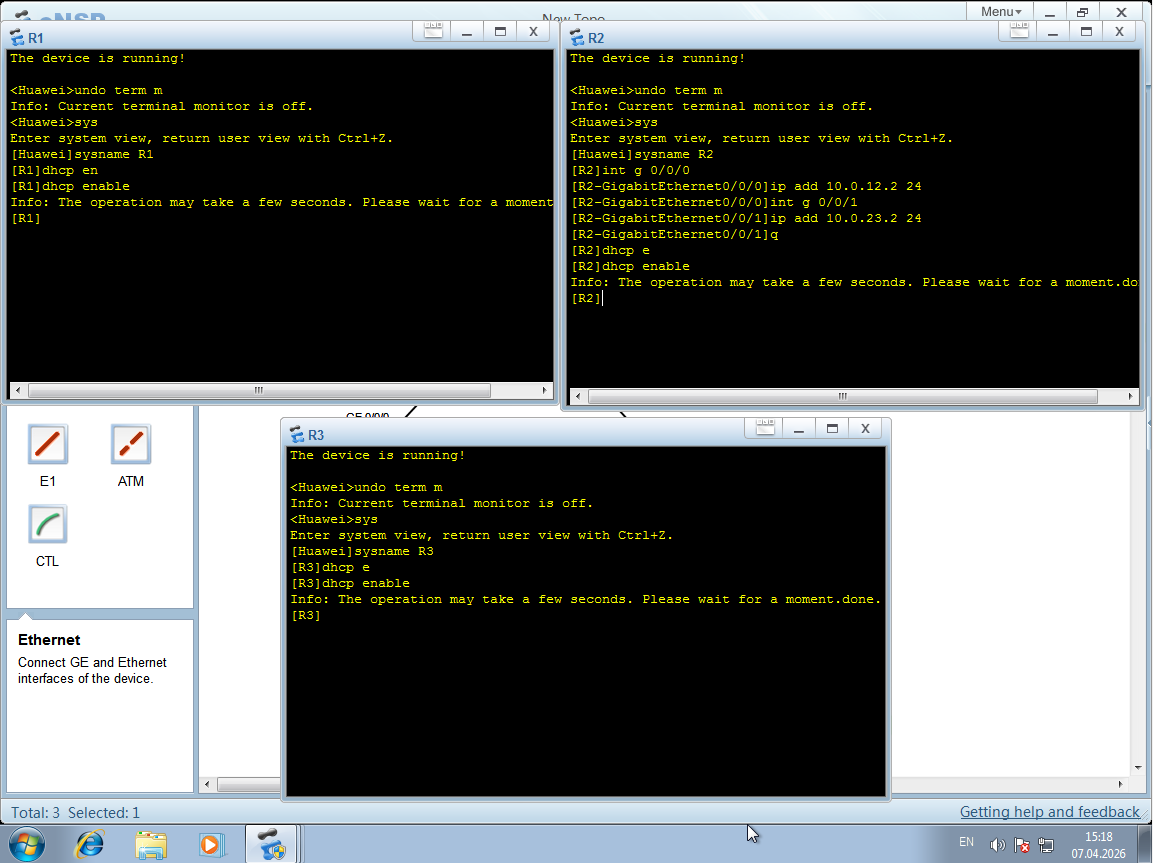 eNSP
New Topo
Menu
R1
The device is running!
<Huawei>undo term m
Info: Current terminal monitor is off.
<Huawei>sys
Enter system view, return user view with Ctrl+Z.
[Huawei]sysname R1
[R1]dhcp en
[R1]dhcp enable
Info: The operation may take a few seconds. Please wait for a moment
[R1]
R2
The device is running!
<Huawei>undo term m
Info: Current terminal monitor is off.
<Huawei>sys
Enter system view, return user view with Ctrl+Z.
[Huawei]sysname R2
[R2]int g 0/0/0
[R2-GigabitEthernet0/0/0]ip add 10.0.12.2 24
[R2-GigabitEthernet0/0/0]int g 0/0/1
[R2-GigabitEthernet0/0/1]ip add 10.0.23.2 24
[R2-GigabitEthernet0/0/1]q
[R2]dhcp e
[R2]dhcp enable
Info: The operation may take a few seconds. Please wait for a moment.do
[R2]
GE 0/0/0
E1
ATM
CTL
Ethernet
Connect GE and Ethernet
interfaces of the device.
R3
The device is running!
<Huawei>undo term m
Info: Current terminal monitor is off.
<Huawei>sys
Enter system view, return user view with Ctrl+Z.
[Huawei]sysname R3
[R3]dhcp e
[R3]dhcp enable
Info: The operation may take a few seconds. Please wait for a moment.done.
[R3]
Total: 3 Selected: 1
Getting help and feedback
EN
15:18
07.04.2026